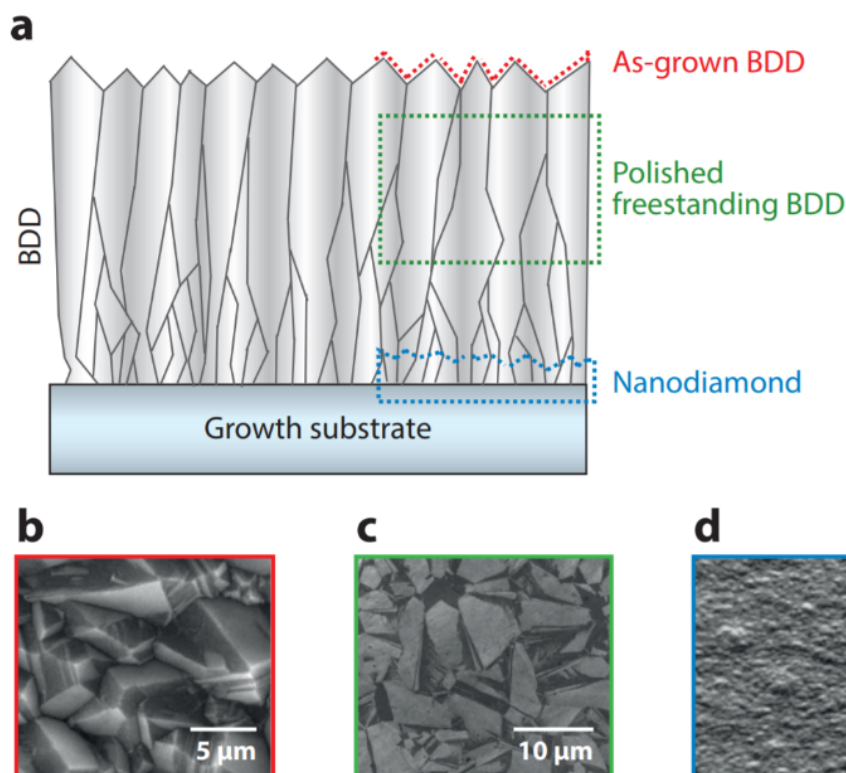 a
As-grown BDD
Polished
freestanding BDD
BDD
Nanodiamond
Growth substrate
b
c
d
5 μm
10 μm